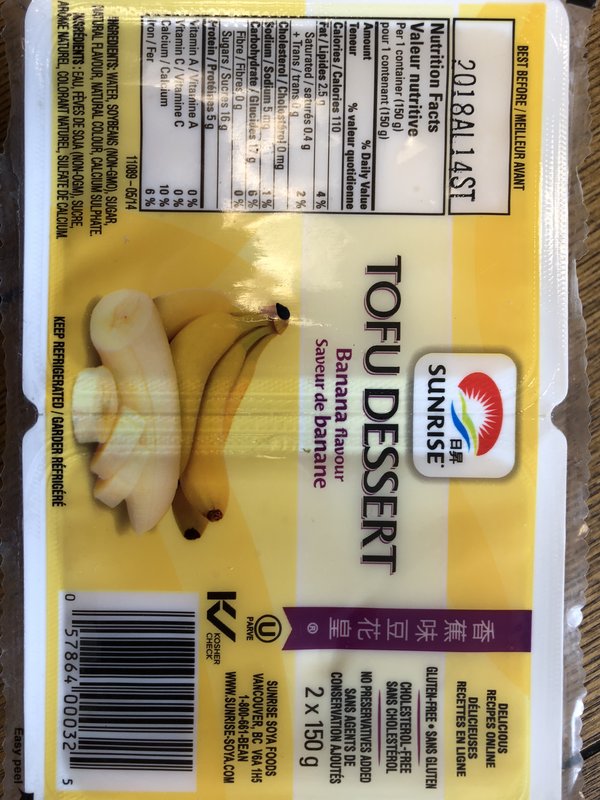 BEST BEFORE / MEILLEUR AVANT
2018AL14ST
Nutrition Facts
Valeur nutritive
Per 1 container (150 g)
pour 1 contenant (150 g)
Amount % Daily Value
Teneur % valeur quotidienne
Calories / Calories 110
Fat / Lipides 2.5 g 4 %
Saturated / saturés 0.4 g
+ Trans / trans 0 g 2 %
Cholesterol / Cholestérol 0 mg
Sodium / Sodium 5 mg 1 %
Carbohydrate / Glucides 17 g 6 %
Fibre / Fibres 0 g 0 %
Sugars / Sucres 16 g
Protein / Protéines 5 g
Vitamin A / Vitamine A 0 %
Vitamin C / Vitamine C 0 %
Calcium / Calcium 10 %
Iron / Fer 6 %
11089 - 05/14
INGREDIENTS: WATER, SOYBEANS (NON-GMO), SUGAR,
NATURAL FLAVOUR, NATURAL COLOUR, CALCIUM SULPHATE.
INGRÉDIENTS : EAU, FÈVES DE SOJA (NON-OGM), SUCRE,
ARÔME NATUREL, COLORANT NATUREL, SULFATE DE CALCIUM.
日昇
SUNRISE®
TOFU DESSERT
Banana flavour
Saveur de banane
KEEP REFRIGERATED / GARDER RÉFRIGÉRÉ
DELICIOUS
RECIPES ONLINE
DÉLICIEUSES
RECETTES EN LIGNE
香蕉味豆花皇®
GLUTEN-FREE • SANS GLUTEN
CHOLESTEROL-FREE
SANS CHOLESTÉROL
NO PRESERVATIVES ADDED
SANS AGENTS DE
CONSERVATION AJOUTÉS
2 x 150 g
U
PARVE
K
KOSHER
CHECK
SUNRISE SOYA FOODS
VANCOUVER, BC V6A 1H5
1-800-661-BEAN
WWW.SUNRISE-SOYA.COM
0 57864 00032 5
Easy peel